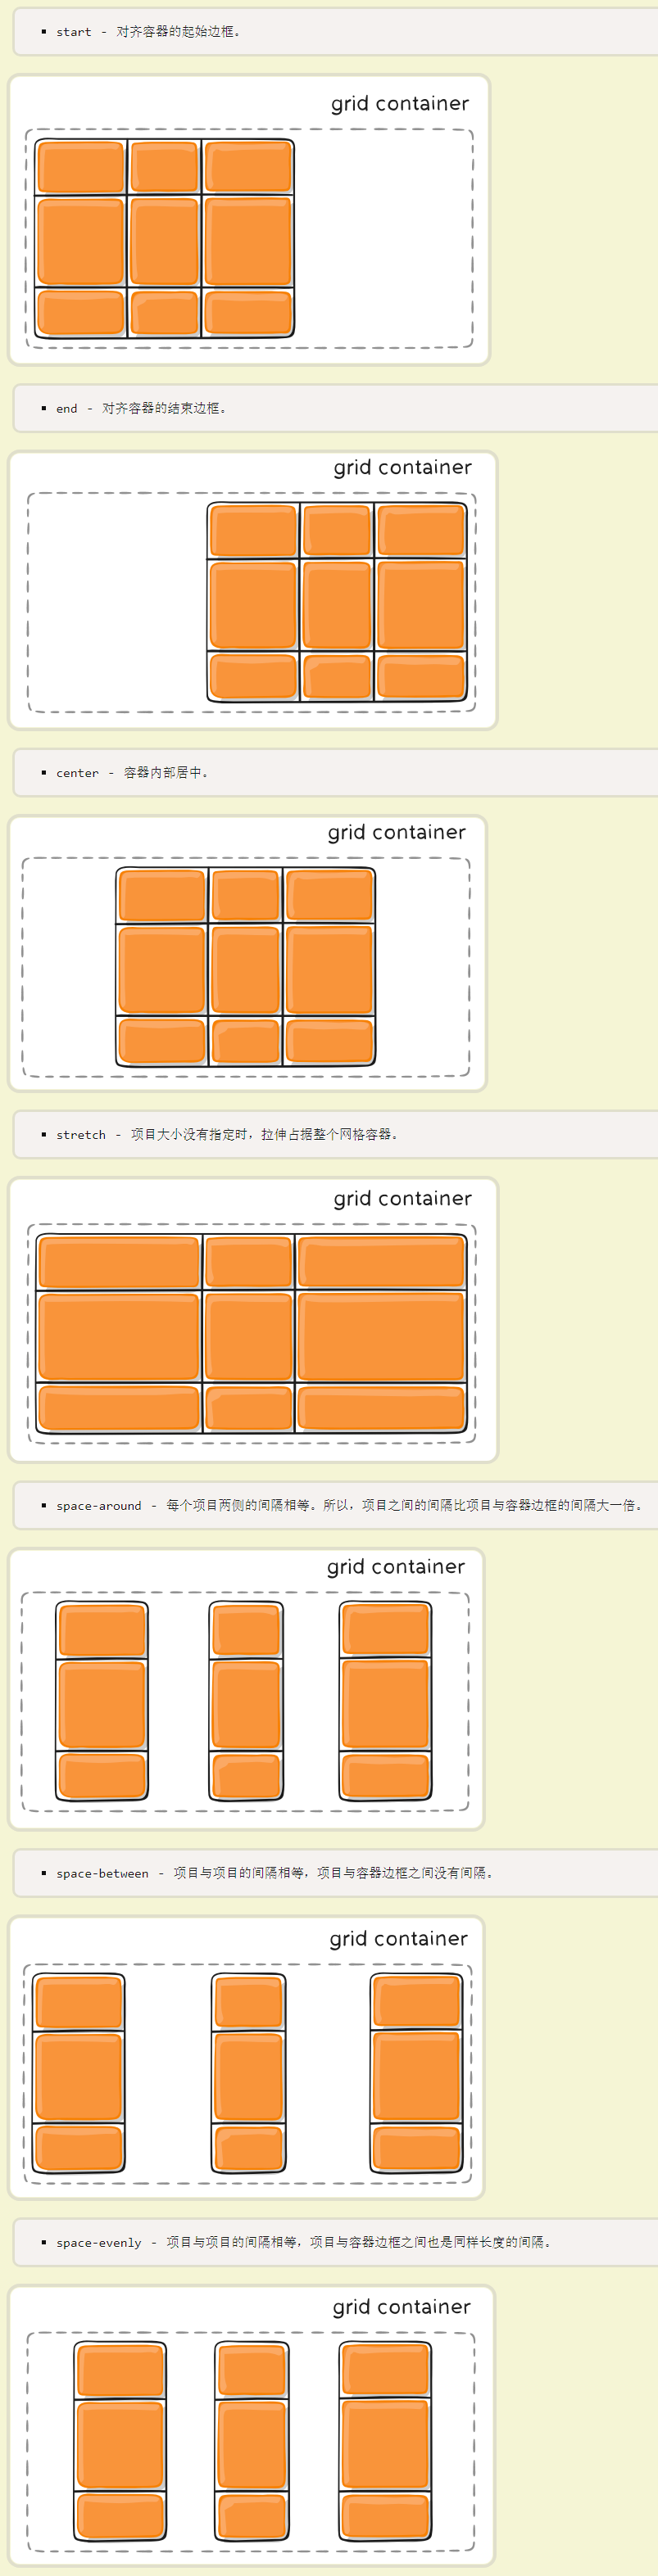 start - 对齐容器的起始边框。
grid container
end - 对齐容器的结束边框。
grid container
center - 容器内部居中。
grid container
stretch - 项目大小没有指定时，拉伸占据整个网格容器。
grid container
space-around - 每个项目两侧的间隔相等。所以，项目之间的间隔比项目与容器边框的间隔大一倍。
grid container
space-between - 项目与项目的间隔相等，项目与容器边框之间没有间隔。
grid container
space-evenly - 项目与项目的间隔相等，项目与容器边框之间也是同样长度的间隔。
grid container